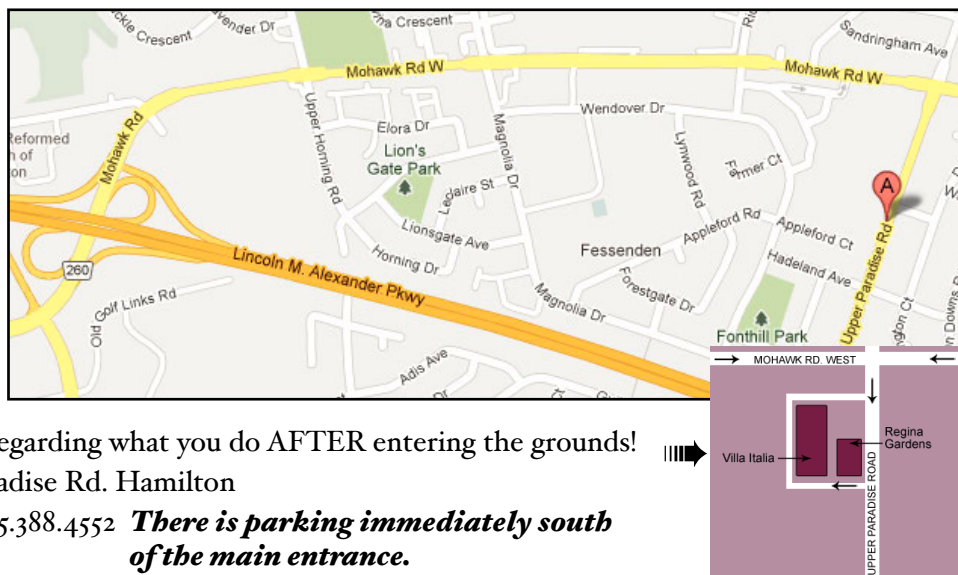 Crescent
Mohawk Rd W
Mohawk Rd W
Sandringham Ave
Mohawk Rd
Reformed
Upper Horning Rd
Elora Dr
Lion's
Gate Park
Leclaire St
Lionsgate Ave
Horning Dr
Magnolia Dr
Wendover Dr
Lynwood Rd
Appleford Rd
Appleford Ct
Hadeland Ave
A
Upper Paradise Rd
Fessenden
Forestgate Dr
Magnolia Dr
Fonthill Park
Lincoln M. Alexander Pkwy
260
Old Golf Links Rd
Adis Ave
MOHAWK RD. WEST
Villa Italia
Regina
Gardens
UPPER PARADISE ROAD
egarding what you do AFTER entering the grounds!
adise Rd. Hamilton
5.388.4552 There is parking immediately south
of the main entrance.